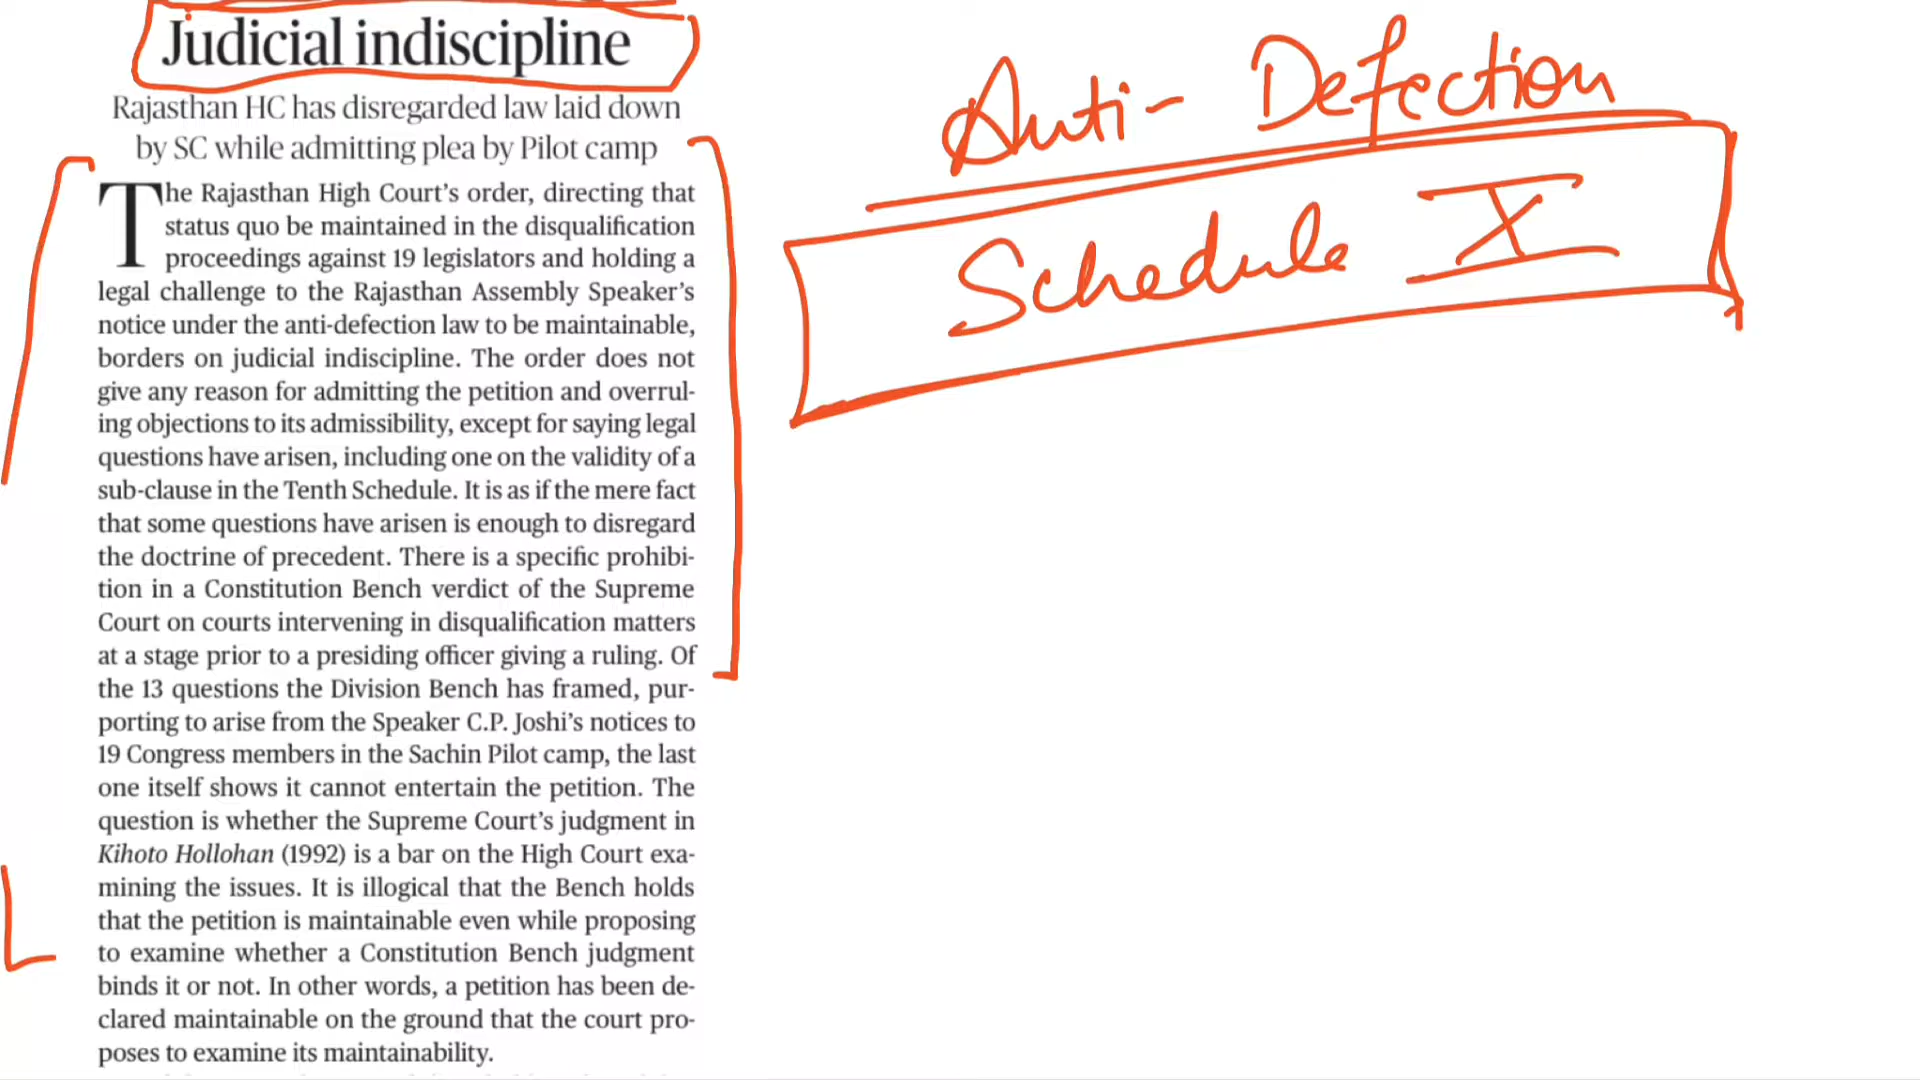 Judicial indiscipline
Rajasthan HC has disregarded law laid down
by SC while admitting plea by Pilot camp
The Rajasthan High Court's order, directing that
status quo be maintained in the disqualification
proceedings against 19 legislators and holding a
legal challenge to the Rajasthan Assembly Speaker's
notice under the anti-defection law to be maintainable,
borders on judicial indiscipline. The order does not
give any reason for admitting the petition and overrul-
ing objections to its admissibility, except for saying legal
questions have arisen, including one on the validity of a
sub-clause in the Tenth Schedule. It is as if the mere fact
that some questions have arisen is enough to disregard
the doctrine of precedent. There is a specific prohibi-
tion in a Constitution Bench verdict of the Supreme
Court on courts intervening in disqualification matters
at a stage prior to a presiding officer giving a ruling. Of
the 13 questions the Division Bench has framed, pur-
porting to arise from the Speaker C.P. Joshi's notices to
19 Congress members in the Sachin Pilot camp, the last
one itself shows it cannot entertain the petition. The
question is whether the Supreme Court's judgment in
Kihoto Hollohan (1992) is a bar on the High Court exa-
mining the issues. It is illogical that the Bench holds
that the petition is maintainable even while proposing
to examine whether a Constitution Bench judgment
binds it or not. In other words, a petition has been de-
clared maintainable on the ground that the court pro-
poses to examine its maintainability.
Anti- Defection
Schedule X